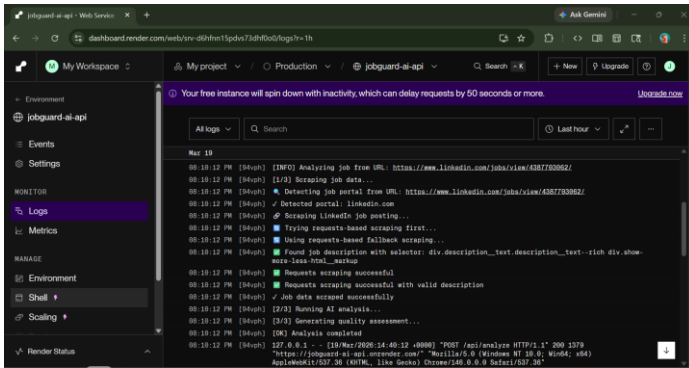 jobguard-ai-api - Web Service
Ask Gemini
dashboard.render.com/web/srv-d6hfnn15pdvs73dhf0o0/logs?r=1h
M My Workspace
My project / Production / jobguard-ai-api
Search
+ New
Upgrade
J
Your free instance will spin down with inactivity, which can delay requests by 50 seconds or more.
Upgrade now
← Environment
jobguard-ai-api
Events
Settings
MONITOR
Logs
Metrics
MANAGE
Environment
Shell
Scaling
Render Status
All logs
Search
Last hour
Mar 19
08:10:12 PM [94vph] [INFO] Analyzing job from URL: https://www.linkedin.com/jobs/view/4387703062/
08:10:12 PM [94vph] [1/3] Scraping job data...
08:10:12 PM [94vph] 🔍 Detecting job portal from URL: https://www.linkedin.com/jobs/view/4387703062/
08:10:12 PM [94vph] ✓ Detected portal: linkedin.com
08:10:12 PM [94vph] 🔗 Scraping LinkedIn job posting...
08:10:12 PM [94vph] Trying requests-based scraping first...
08:10:12 PM [94vph] Using requests-based fallback scraping...
08:10:12 PM [94vph] ✅ Found job description with selector: div.description__text.description__text--rich div.show-
more-less-html__markup
08:10:12 PM [94vph] ✅ Requests scraping successful
08:10:12 PM [94vph] ✅ Requests scraping successful with valid description
08:10:12 PM [94vph] ✓ Job data scraped successfully
08:10:12 PM [94vph] [2/3] Running AI analysis...
08:10:12 PM [94vph] [3/3] Generating quality assessment...
08:10:12 PM [94vph] [OK] Analysis completed
08:10:12 PM [94vph] 127.0.0.1 - - [19/Mar/2026:14:40:12 +0000] "POST /api/analyze HTTP/1.1" 200 1379
"https://jobguard-ai-api.onrender.com/" "Mozilla/5.0 (Windows NT 10.0; Win64; x64)
AppleWebKit/537.36 (KHTML, like Gecko) Chrome/146.0.0.0 Safari/537.36"